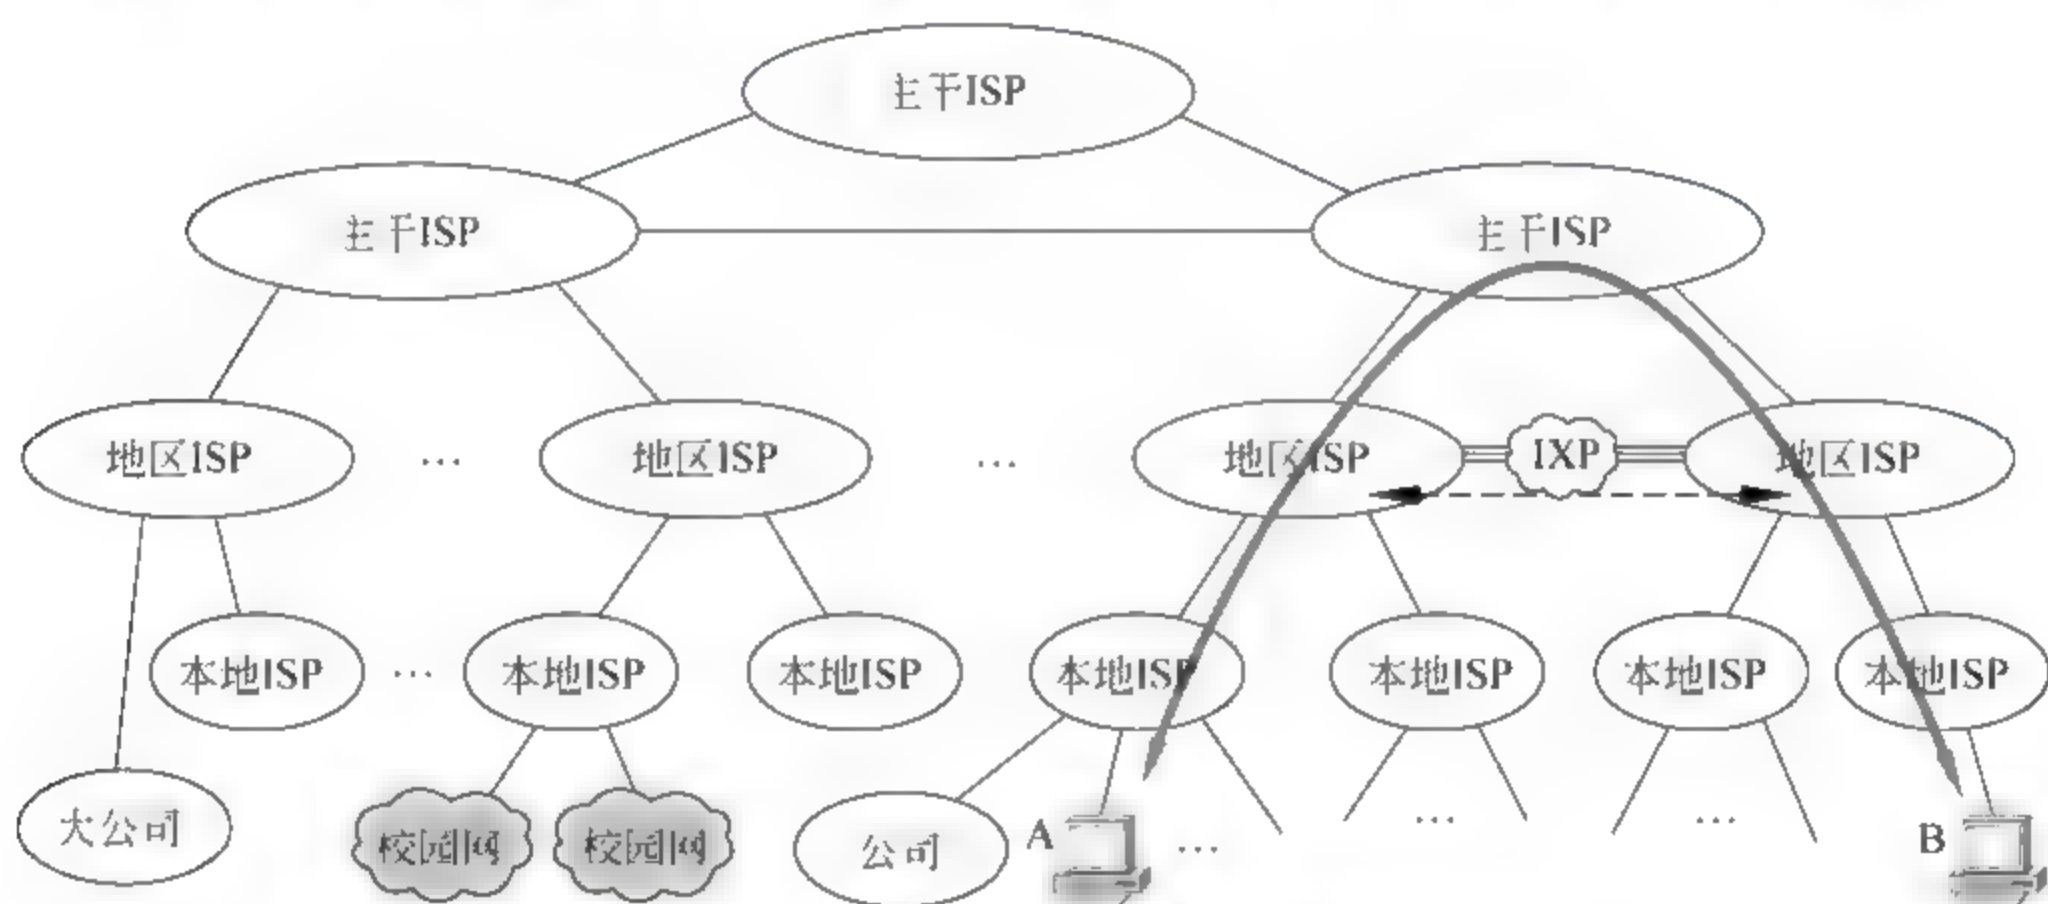 主干ISP
主干ISP 主干ISP
地区ISP … 地区ISP … 地区ISP IXP 地区ISP
本地ISP … 本地ISP 本地ISP 本地ISP 本地ISP 本地ISP 本地ISP
大公司 校园网 校园网 公司 A … … … B